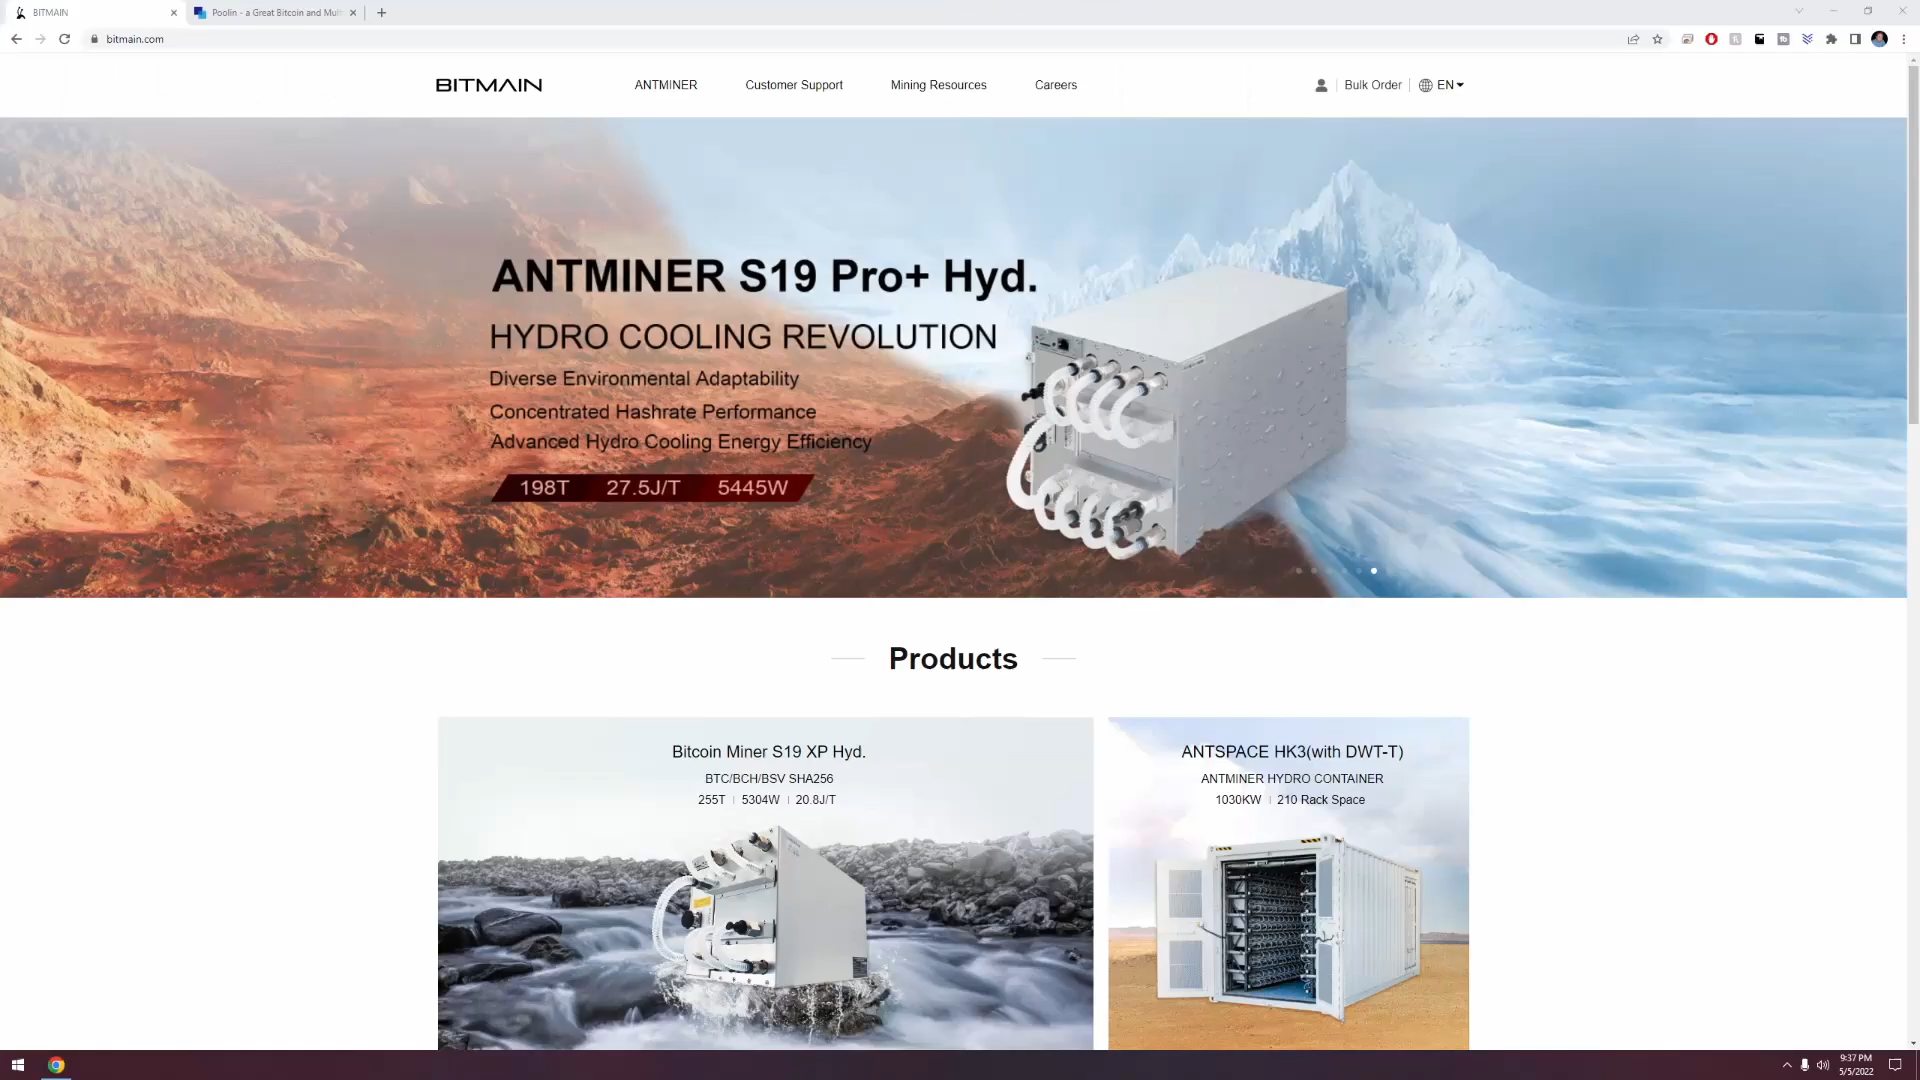 BITMAIN
Poolin - a Great Bitcoin and Mult
bitmain.com
BITMAIN
ANTMINER
Customer Support
Mining Resources
Careers
Bulk Order
EN
ANTMINER S19 Pro+ Hyd.
HYDRO COOLING REVOLUTION
Diverse Environmental Adaptability
Concentrated Hashrate Performance
Advanced Hydro Cooling Energy Efficiency
198T 27.5J/T 5445W
Products
Bitcoin Miner S19 XP Hyd.
BTC/BCH/BSV SHA256
255T | 5304W | 20.8J/T
ANTSPACE HK3(with DWT-T)
ANTMINER HYDRO CONTAINER
1030KW | 210 Rack Space
9:37 PM
5/5/2022